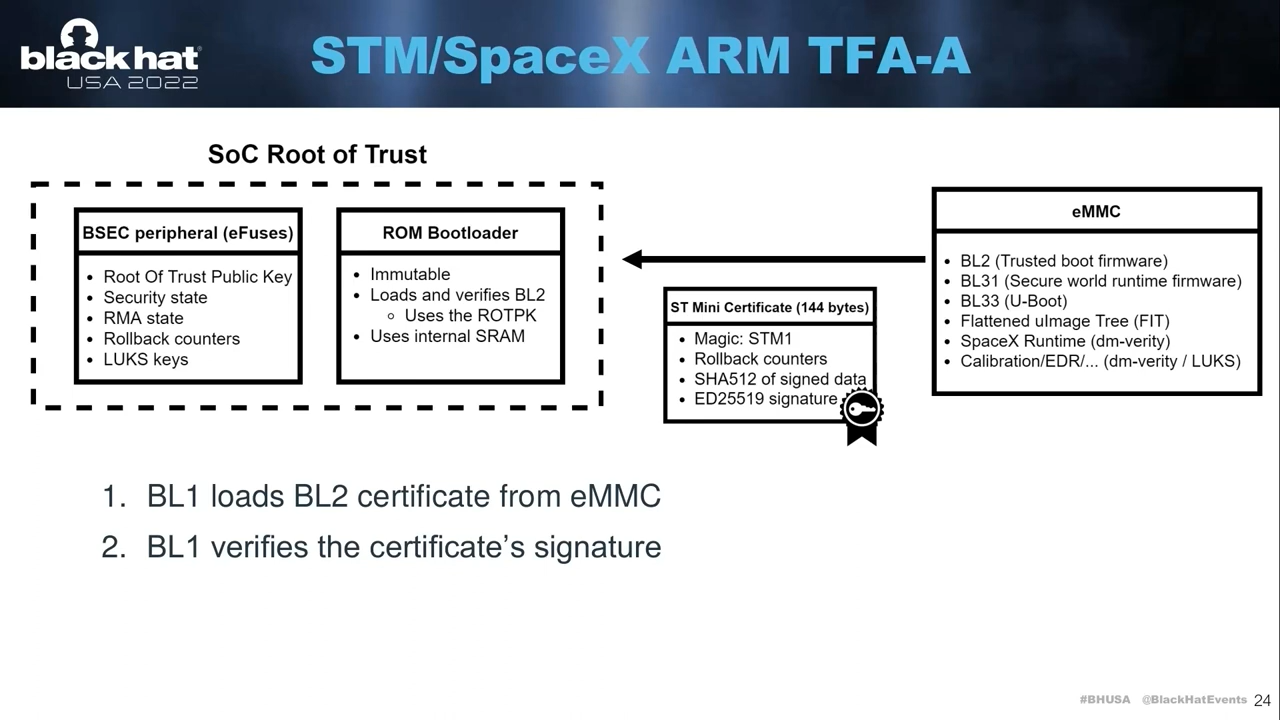 black hat
USA 2022
STM/SpaceX ARM TFA-A
SoC Root of Trust
BSEC peripheral (eFuses)
• Root Of Trust Public Key
• Security state
• RMA state
• Rollback counters
• LUKS keys
ROM Bootloader
• Immutable
• Loads and verifies BL2
○ Uses the ROTPK
• Uses internal SRAM
ST Mini Certificate (144 bytes)
• Magic: STM1
• Rollback counters
• SHA512 of signed data
• ED25519 signature
eMMC
• BL2 (Trusted boot firmware)
• BL31 (Secure world runtime firmware)
• BL33 (U-Boot)
• Flattened uImage Tree (FIT)
• SpaceX Runtime (dm-verity)
• Calibration/EDR/... (dm-verity / LUKS)
1. BL1 loads BL2 certificate from eMMC
2. BL1 verifies the certificate’s signature
#BHUSA @BlackHatEvents 24